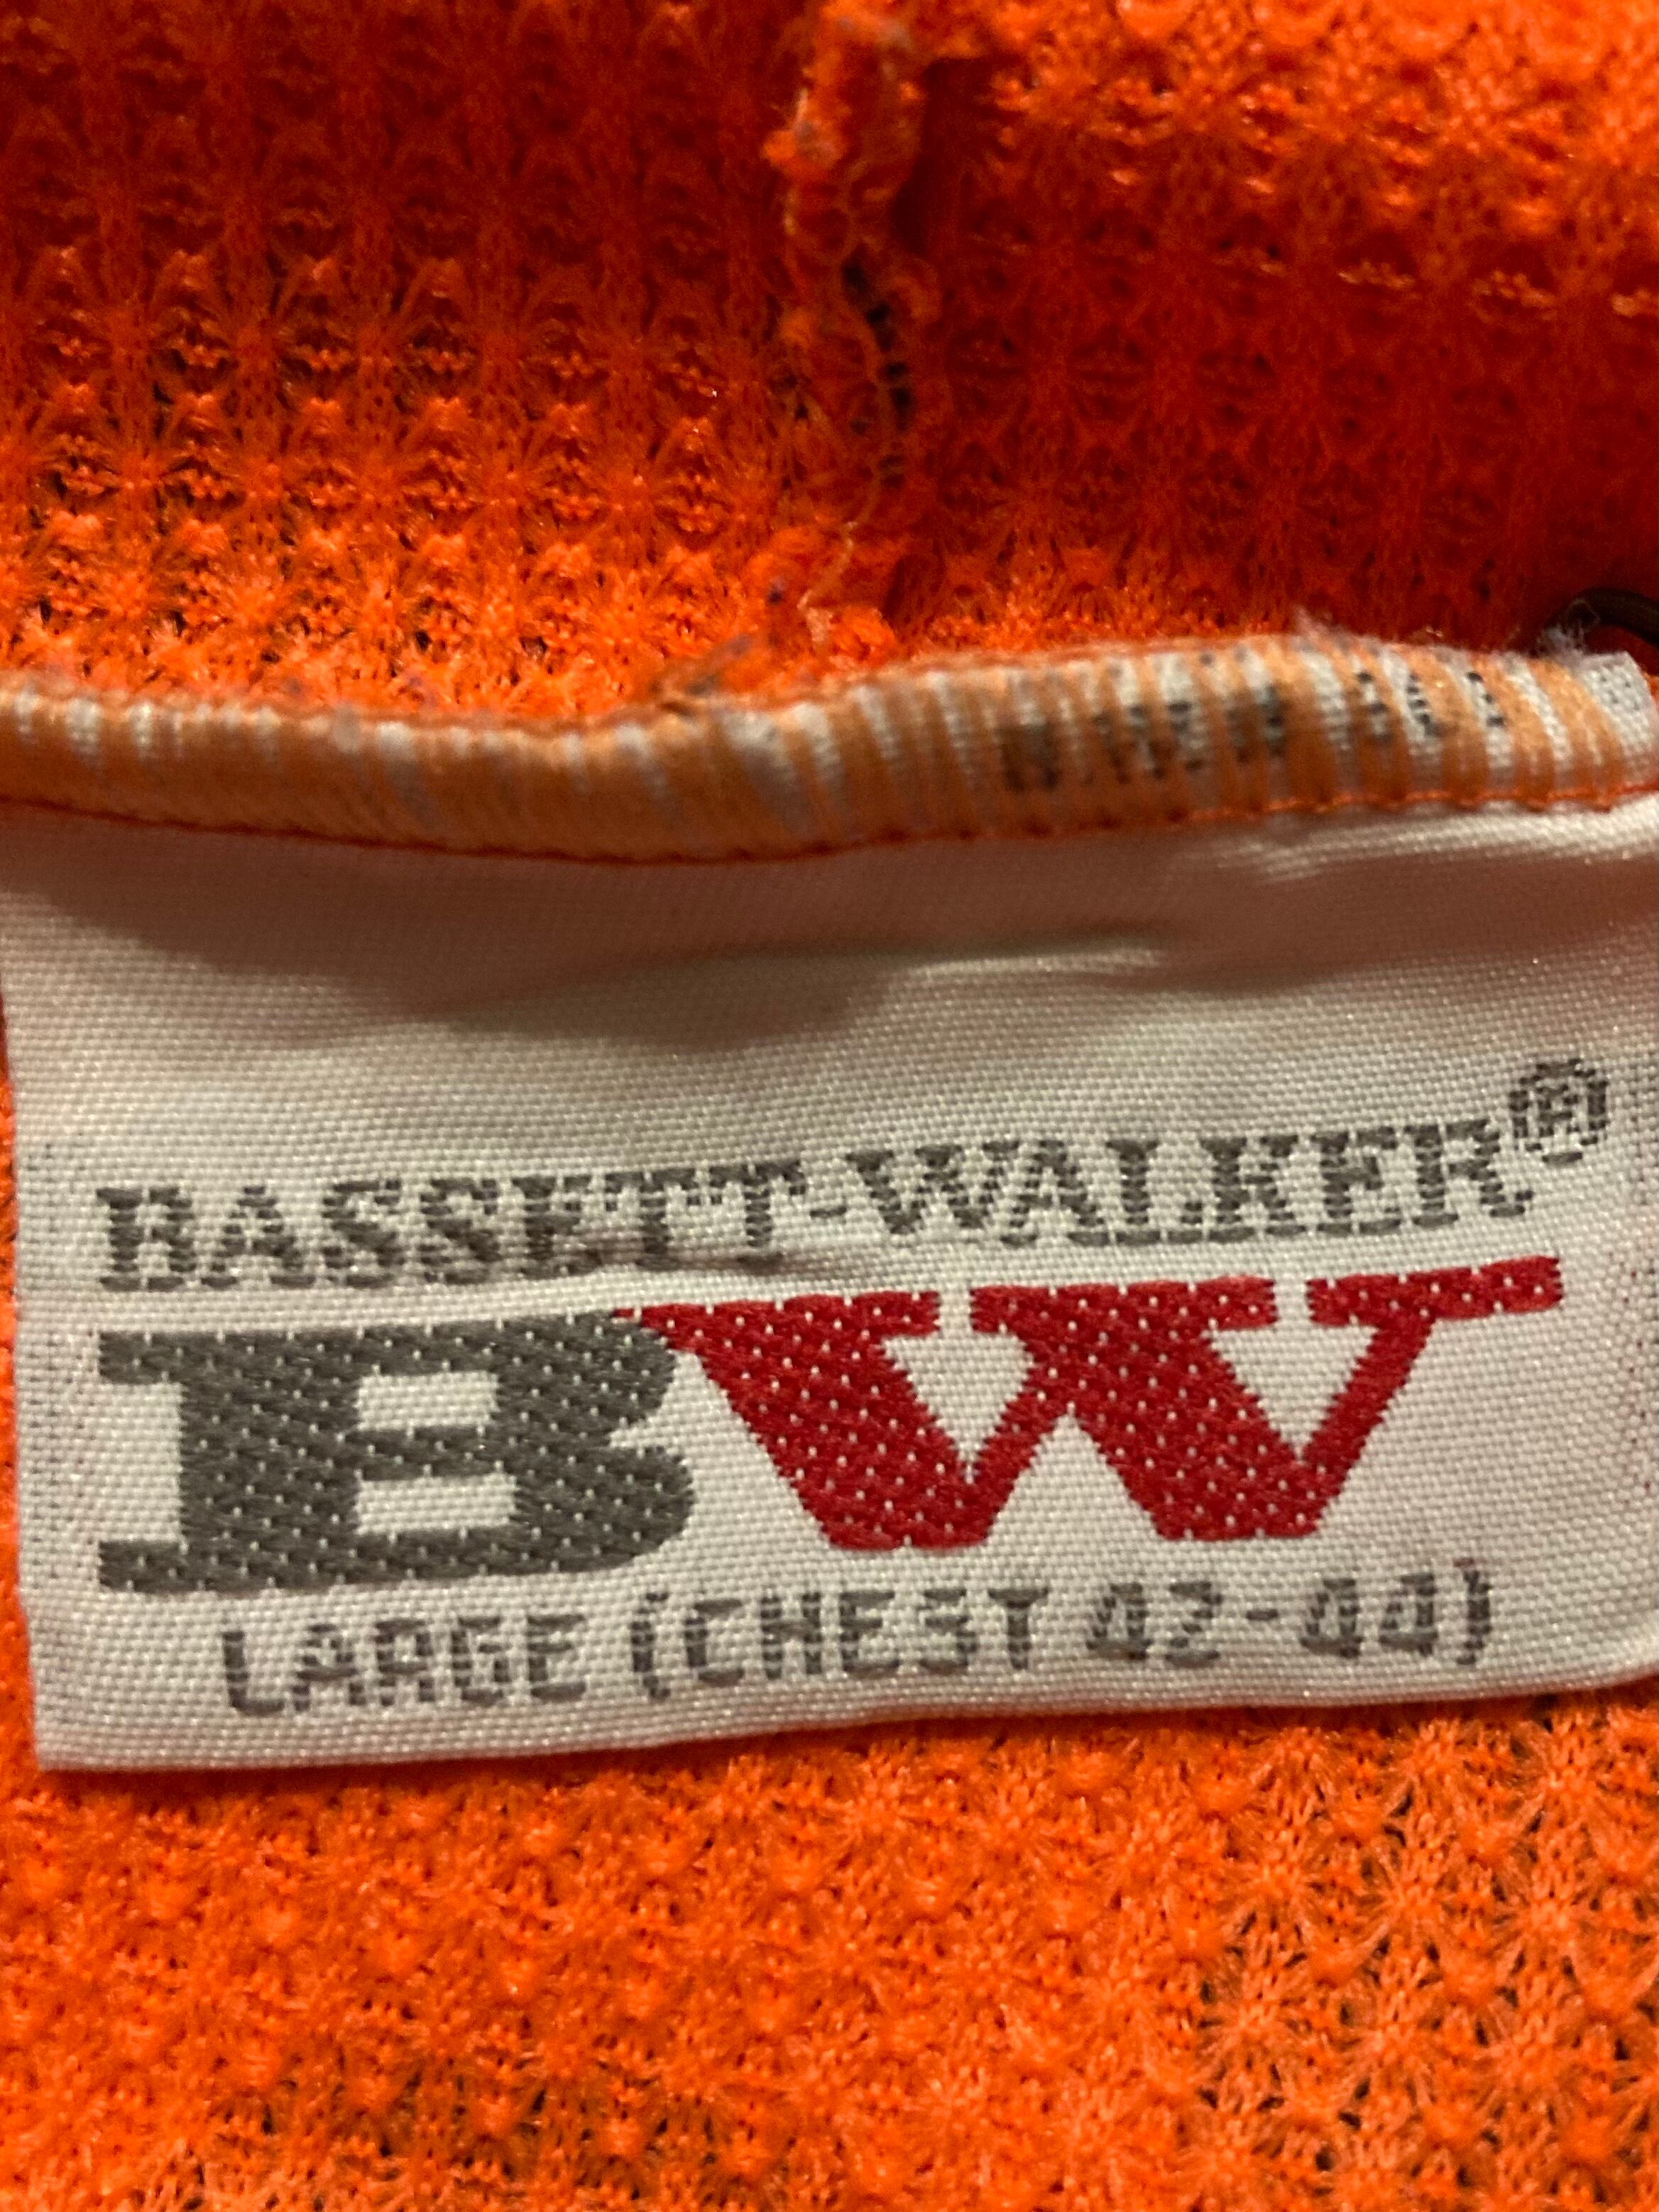 BASSETT-WALKER®
BW
LARGE (CHEST 42-44)